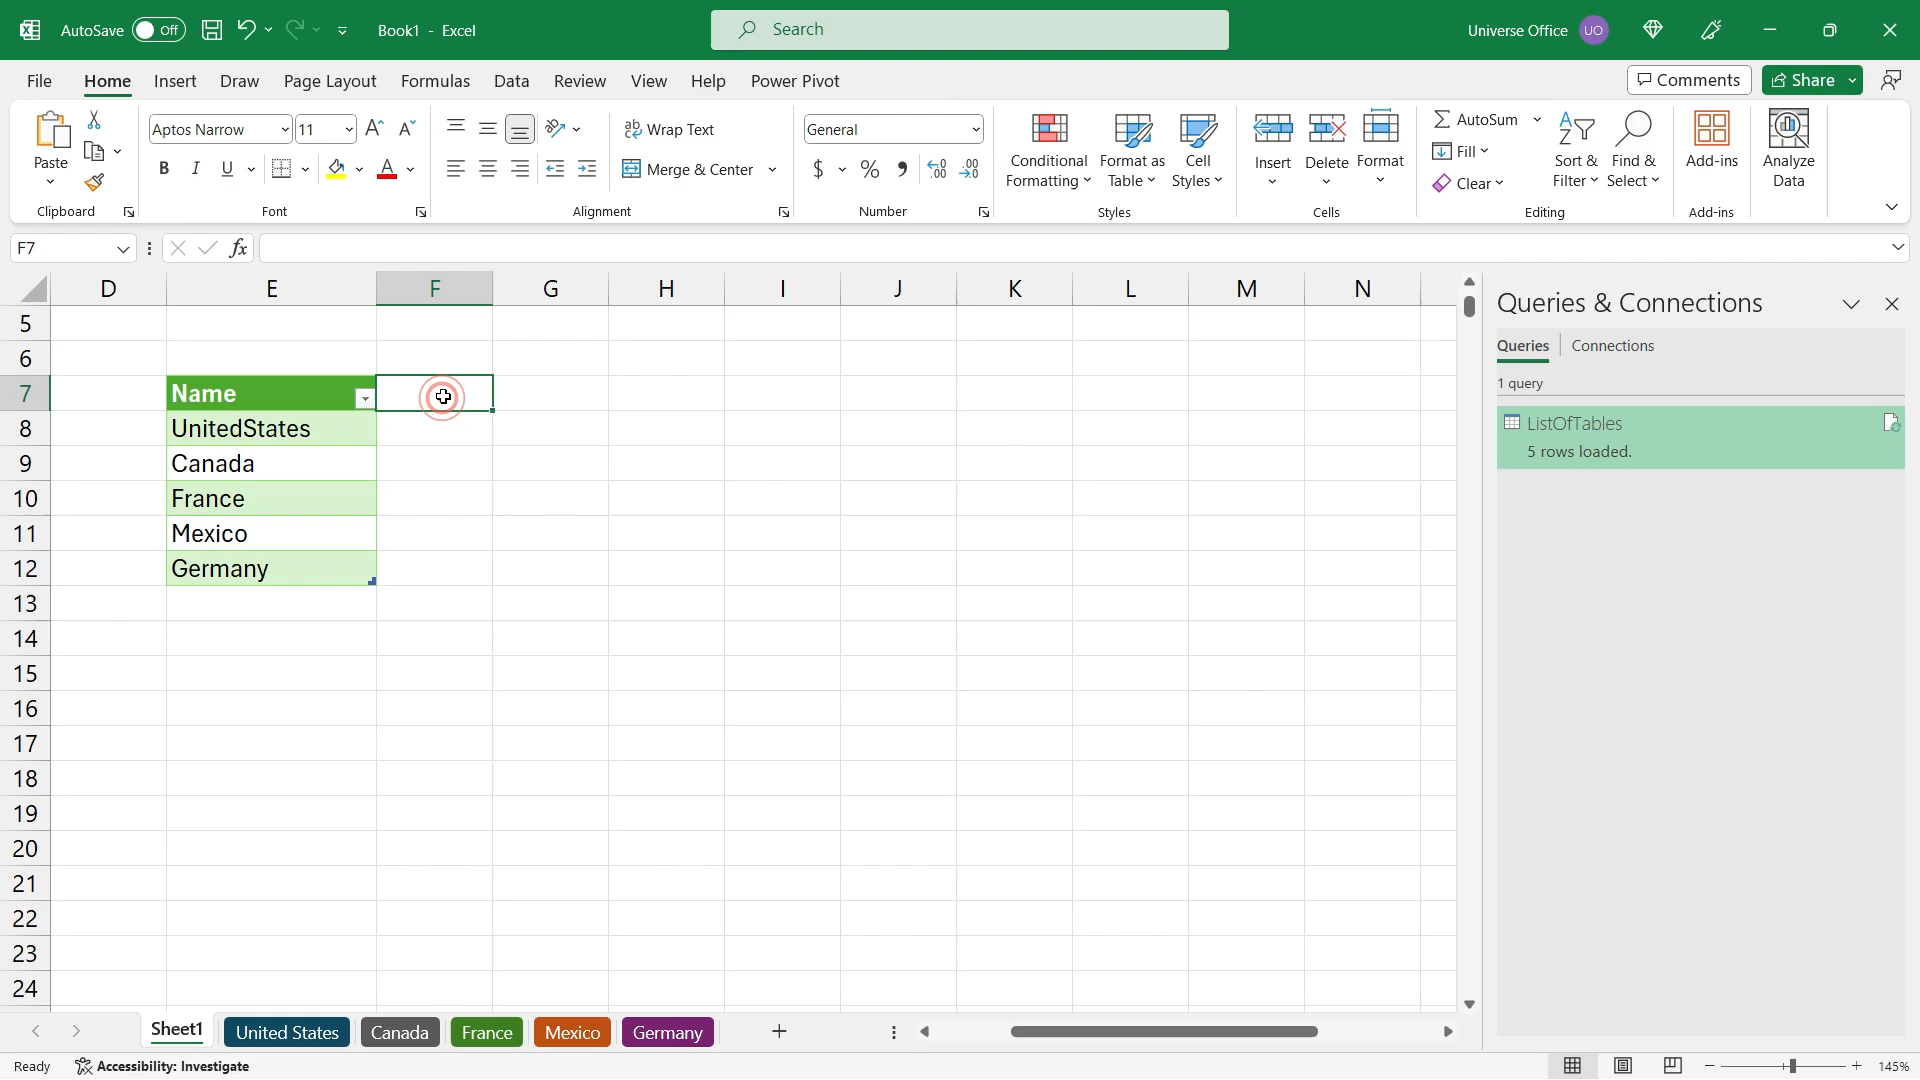 AutoSave Off Book1 - Excel Search Universe Office UO
File Home Insert Draw Page Layout Formulas Data Review View Help Power Pivot Comments Share
Aptos Narrow 11 ab Wrap Text General AutoSum
Paste B I U A Merge & Center $ % Conditional Formatting Format as Table Cell Styles Insert Delete Format Fill Clear Sort & Filter Find & Select Add-ins Analyze Data
Clipboard Font Alignment Number Styles Cells Editing Add-ins
F7 fx
D E F G H I J K L M N
5
6
7 Name
8 UnitedStates
9 Canada
10 France
11 Mexico
12 Germany
13
14
15
16
17
18
19
20
21
22
23
24
Queries & Connections
Queries Connections
1 query
ListOfTables
5 rows loaded.
Sheet1 United States Canada France Mexico Germany
Ready Accessibility: Investigate 145%